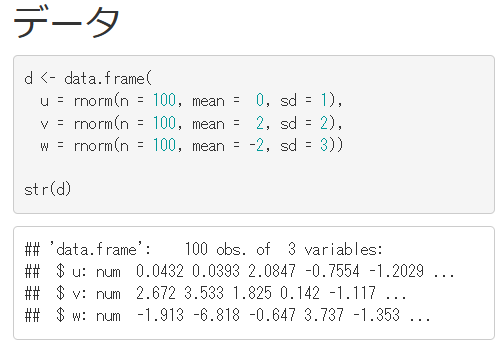 データ
d <- data.frame(
  u = rnorm(n = 100, mean =  0, sd = 1),
  v = rnorm(n = 100, mean =  2, sd = 2),
  w = rnorm(n = 100, mean = -2, sd = 3))
str(d)
## 'data.frame':    100 obs. of  3 variables:
##  $ u: num  0.0432 0.0393 2.0847 -0.7554 -1.2029 ...
##  $ v: num  2.672 3.533 1.825 0.142 -1.117 ...
##  $ w: num  -1.913 -6.818 -0.647 3.737 -1.353 ...